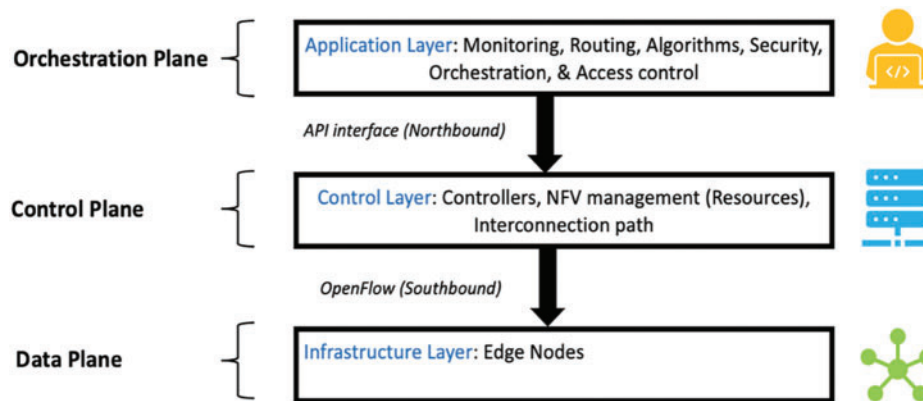 Orchestration Plane
Application Layer: Monitoring, Routing, Algorithms, Security,
Orchestration, & Access control
</>
API interface (Northbound)
Control Plane
Control Layer: Controllers, NFV management (Resources),
Interconnection path
OpenFlow (Southbound)
Data Plane
Infrastructure Layer: Edge Nodes